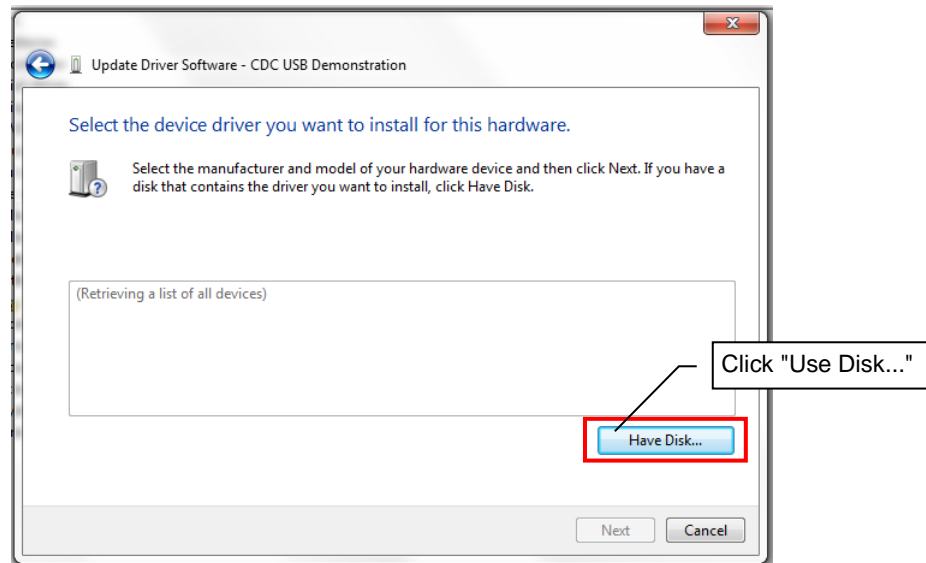 Update Driver Software - CDC USB Demonstration
Select the device driver you want to install for this hardware.
Select the manufacturer and model of your hardware device and then click Next. If you have a
disk that contains the driver you want to install, click Have Disk.
(Retrieving a list of all devices)
Click "Use Disk..."
Have Disk...
Next
Cancel